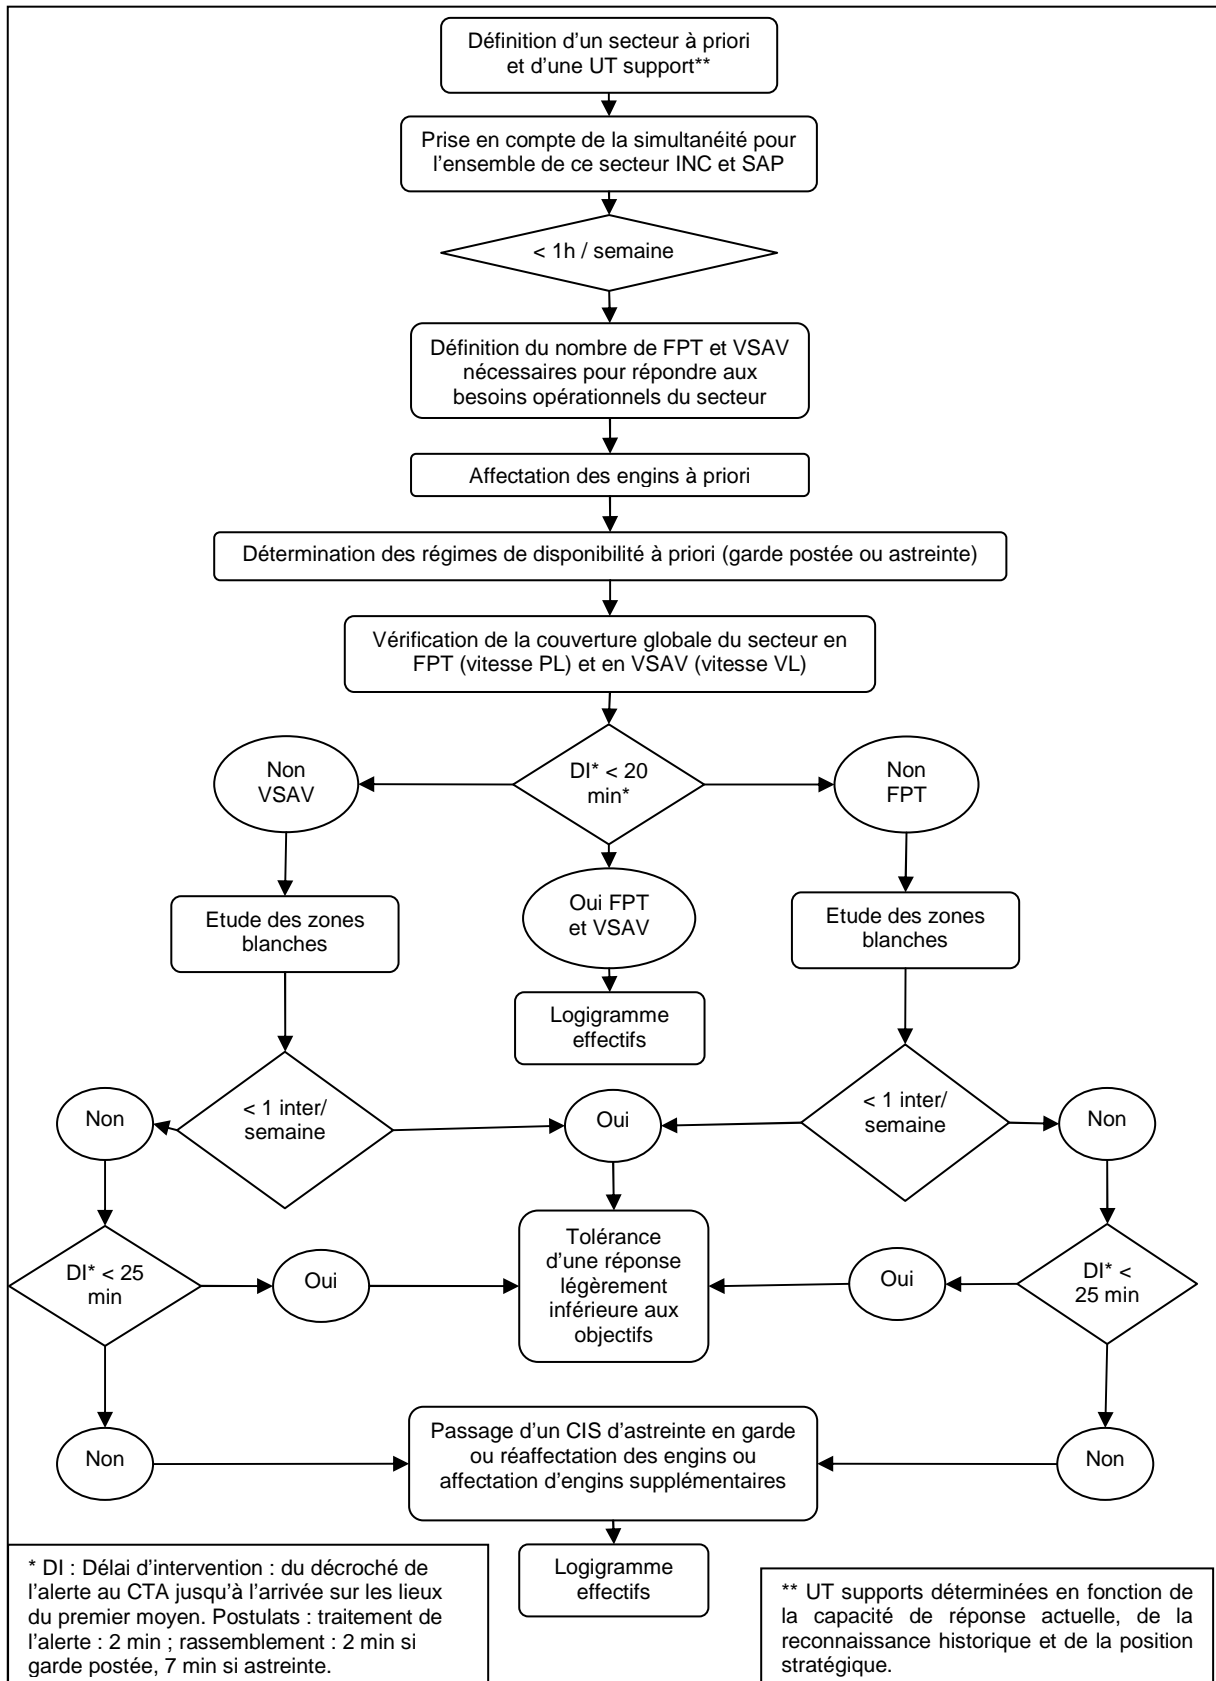 Définition d'un secteur à priori
et d'une UT support**
Prise en compte de la simultanéité pour
l'ensemble de ce secteur INC et SAP
< 1h / semaine
Définition du nombre de FPT et VSAV
nécessaires pour répondre aux
besoins opérationnels du secteur
Affectation des engins à priori
Détermination des régimes de disponibilité à priori (garde postée ou astreinte)
Vérification de la couverture globale du secteur en
FPT (vitesse PL) et en VSAV (vitesse VL)
Non
VSAV
DI* < 20
min*
Non
FPT
Etude des zones
blanches
Oui FPT
et VSAV
Etude des zones
blanches
Logigramme
effectifs
Non
< 1 inter/
semaine
Oui
< 1 inter/
semaine
Non
DI* < 25
min
Oui
Tolérance
d'une réponse
légèrement
inférieure aux
objectifs
Oui
DI* <
25 min
Non
Passage d'un CIS d'astreinte en garde
ou réaffectation des engins ou
affectation d'engins supplémentaires
Non
Logigramme
effectifs
* DI : Délai d'intervention : du décroché de
l'alerte au CTA jusqu'à l'arrivée sur les lieux
du premier moyen. Postulats : traitement de
l'alerte : 2 min ; rassemblement : 2 min si
garde postée, 7 min si astreinte.
** UT supports déterminées en fonction de
la capacité de réponse actuelle, de la
reconnaissance historique et de la position
stratégique.